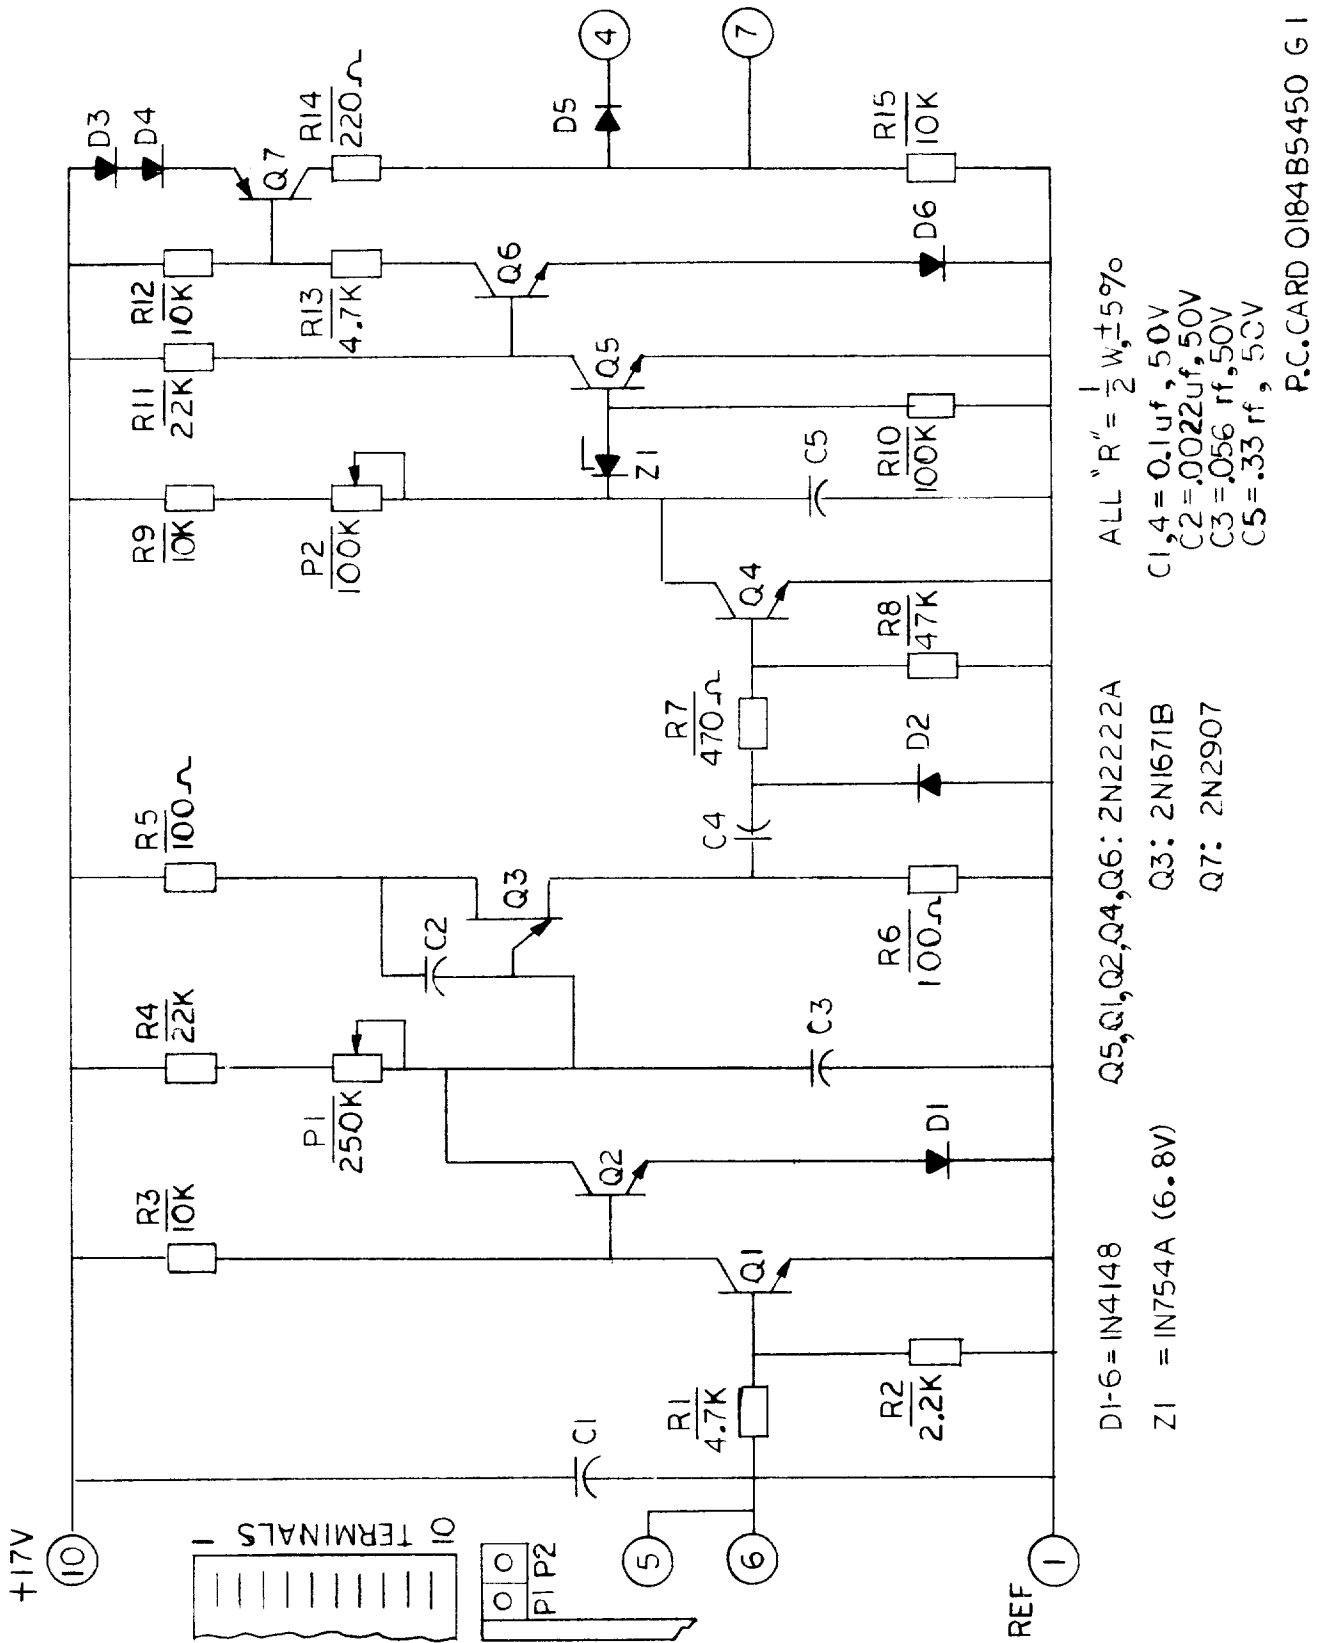 +17V
10
TERMINALS
1
10
P1 P2
5
6
REF
1
C1
R1
4.7K
R2
2.2K
R3
10K
Q1
Q2
D1
R4
22K
P1
250K
C2
C3
R5
100Ω
Q3
R6
100Ω
C4
R7
470Ω
D2
R8
47K
Q4
R9
10K
P2
100K
Z1
C5
R10
100K
R11
22K
Q5
R12
10K
R13
4.7K
Q6
D6
D3
D4
Q7
R14
220Ω
D5
4
7
R15
10K
D1-6=IN4148
Z1 =IN754A (6.8V)
Q5,Q1,Q2,Q4,Q6: 2N2222A
Q3: 2N1671B
Q7: 2N2907
ALL "R"= 1/2 W,±5%
C1,4=0.1uf,50V
C2=.0022uf,50V
C3=.056 rf,50V
C5=.33 rf, 50V
P.C.CARD 0184B5450 G1